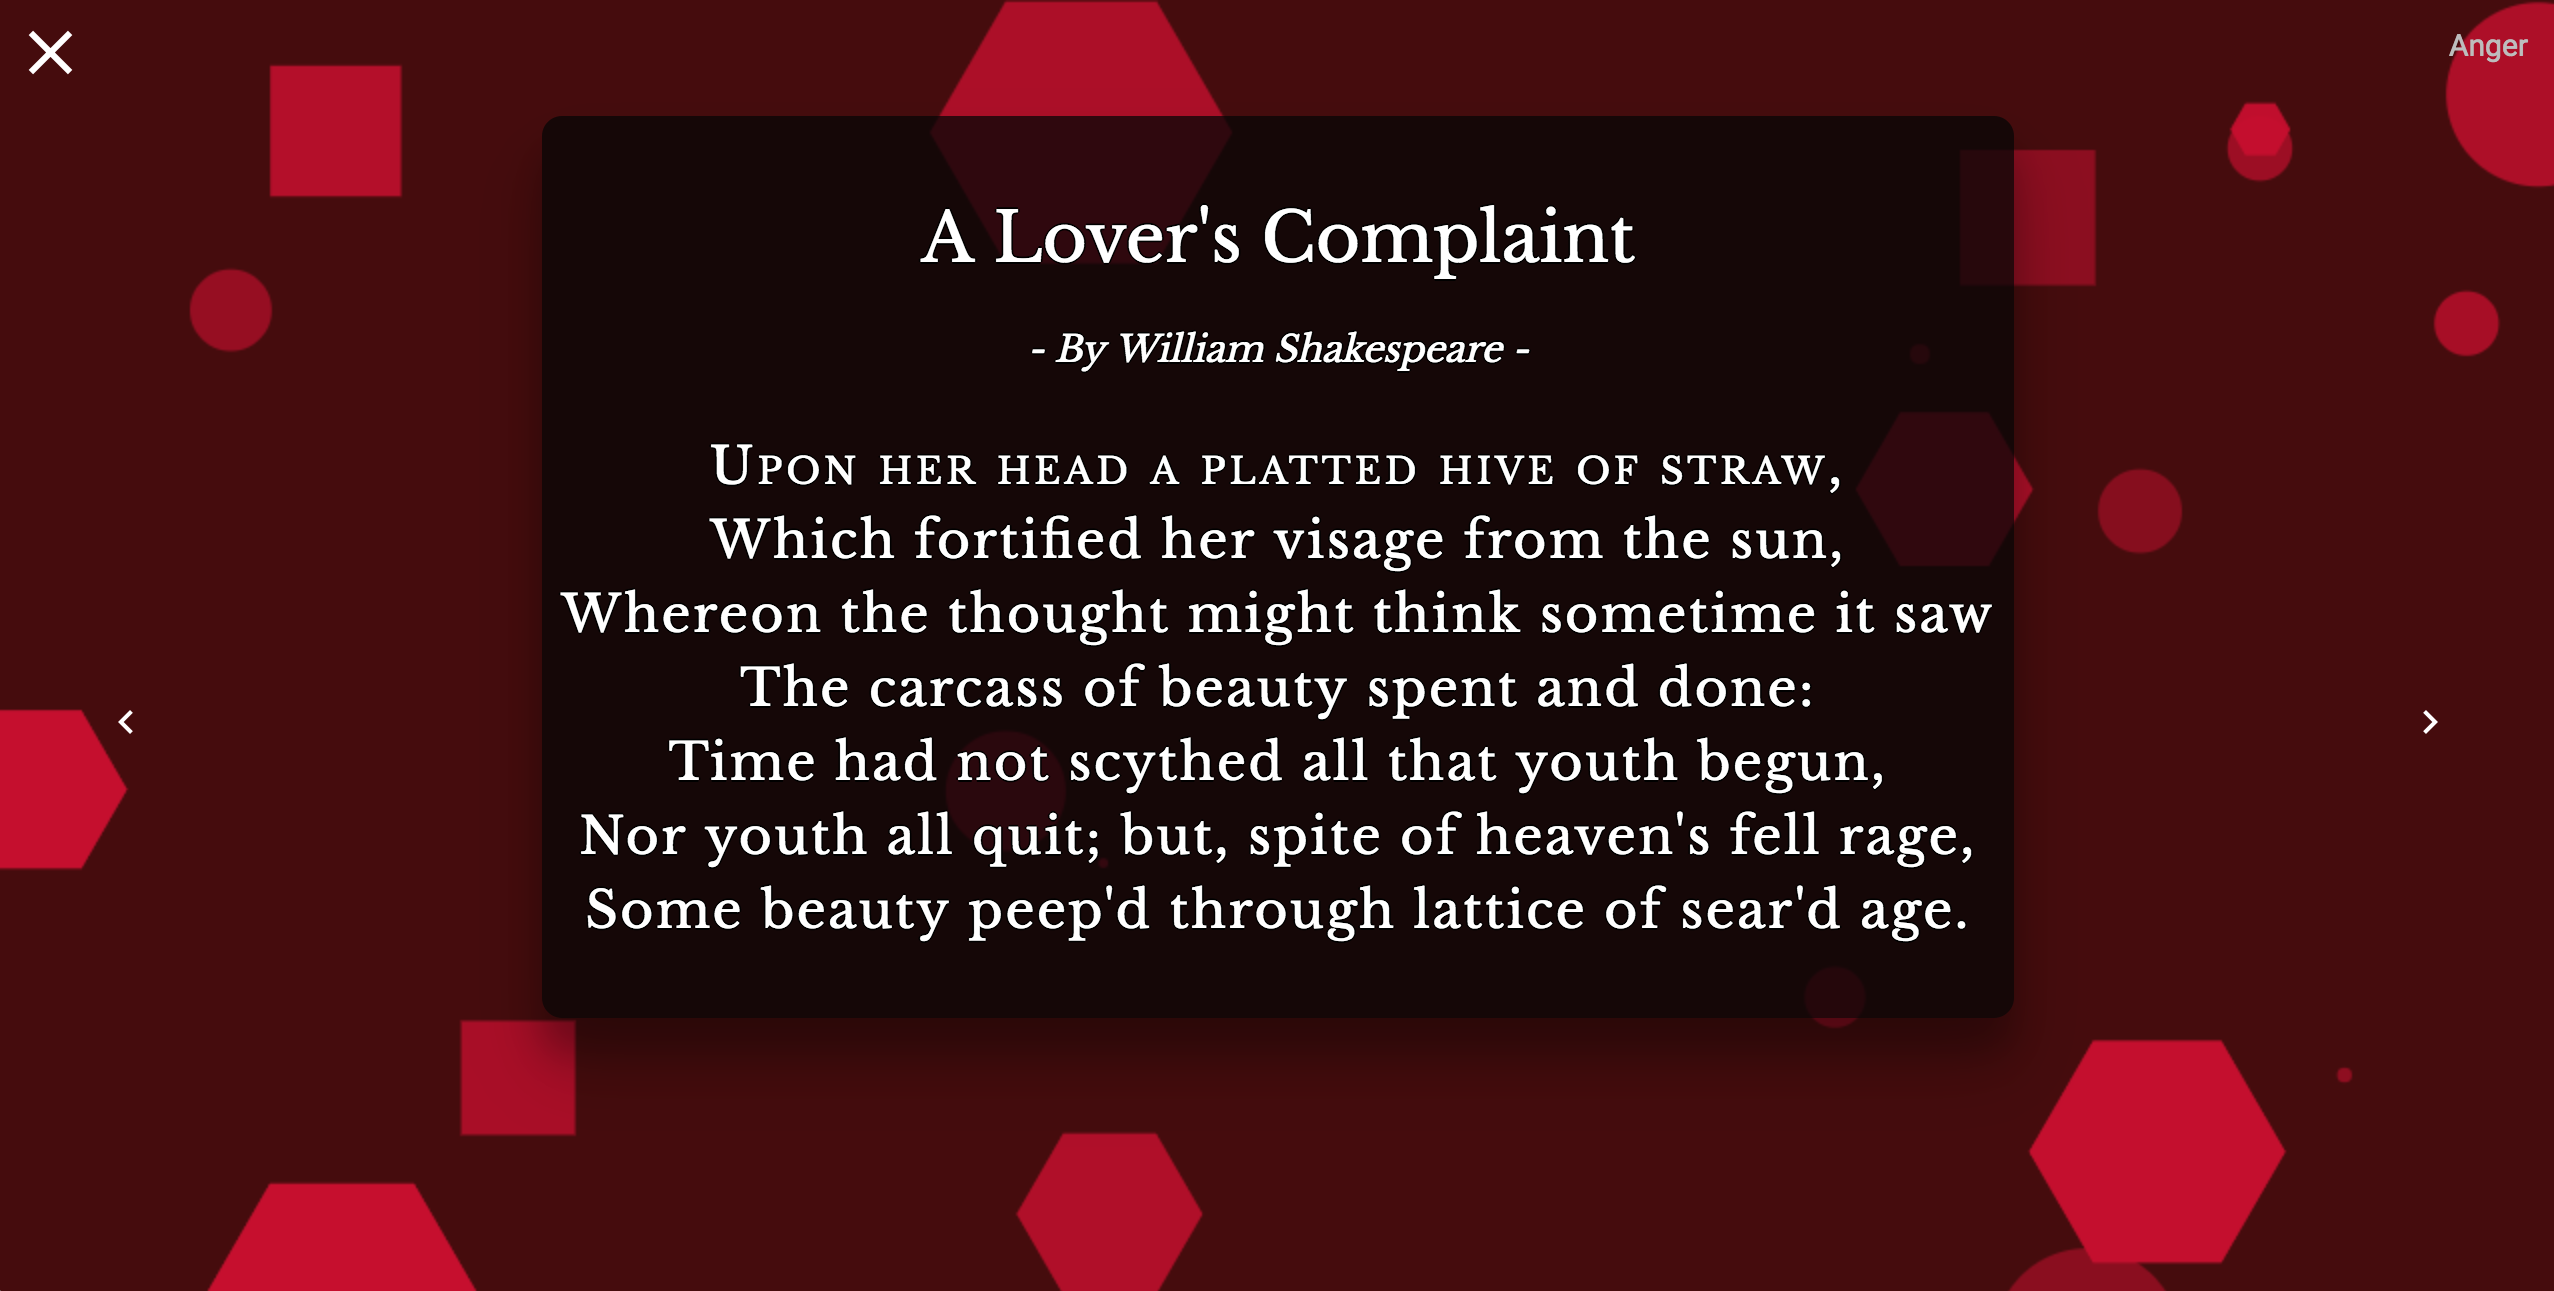 Anger
A Lover's Complaint
- By William Shakespeare -
Upon her head a platted hive of straw,
Which fortified her visage from the sun,
Whereon the thought might think sometime it saw
The carcass of beauty spent and done:
Time had not scythed all that youth begun,
Nor youth all quit; but, spite of heaven's fell rage,
Some beauty peep'd through lattice of sear'd age.